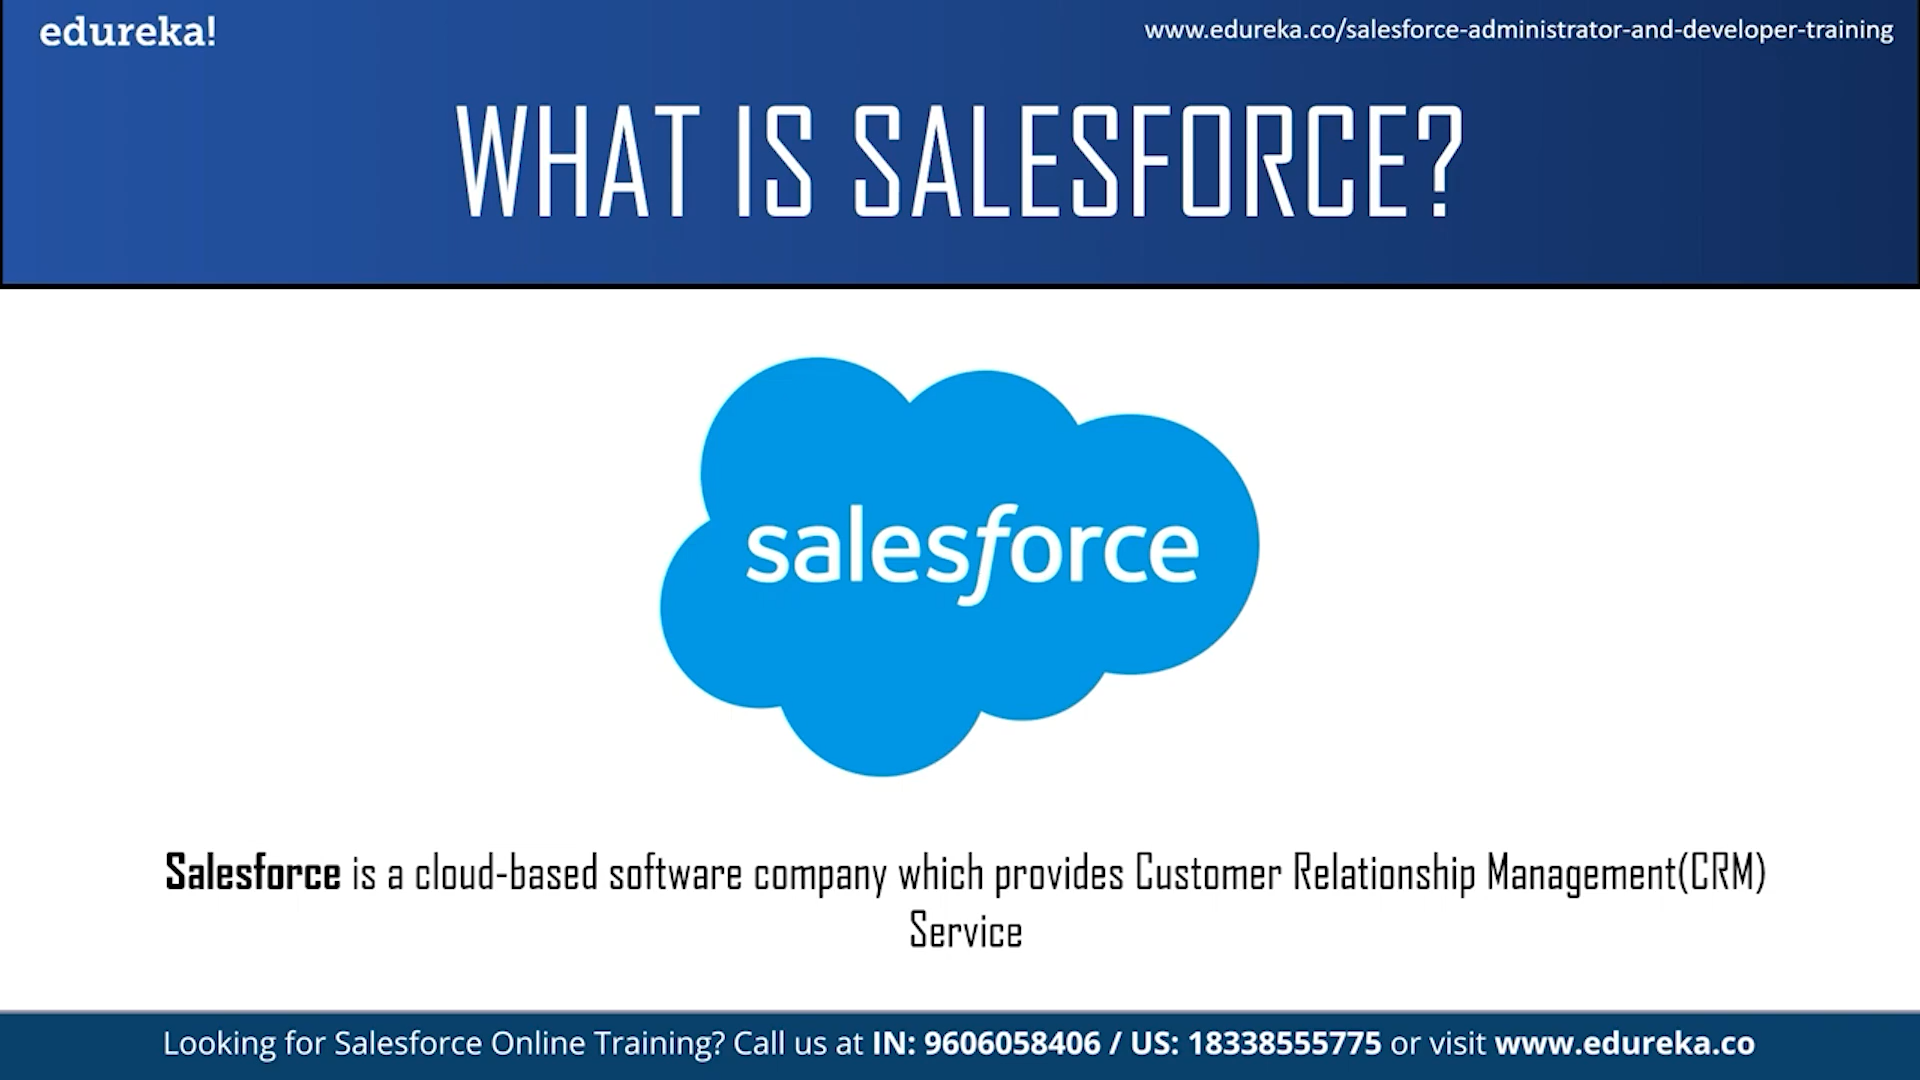 edureka!
www.edureka.co/salesforce-administrator-and-developer-training
WHAT IS SALESFORCE?
salesforce
Salesforce is a cloud-based software company which provides Customer Relationship Management(CRM)
Service
Looking for Salesforce Online Training? Call us at IN: 9606058406 / US: 18338555775 or visit www.edureka.co